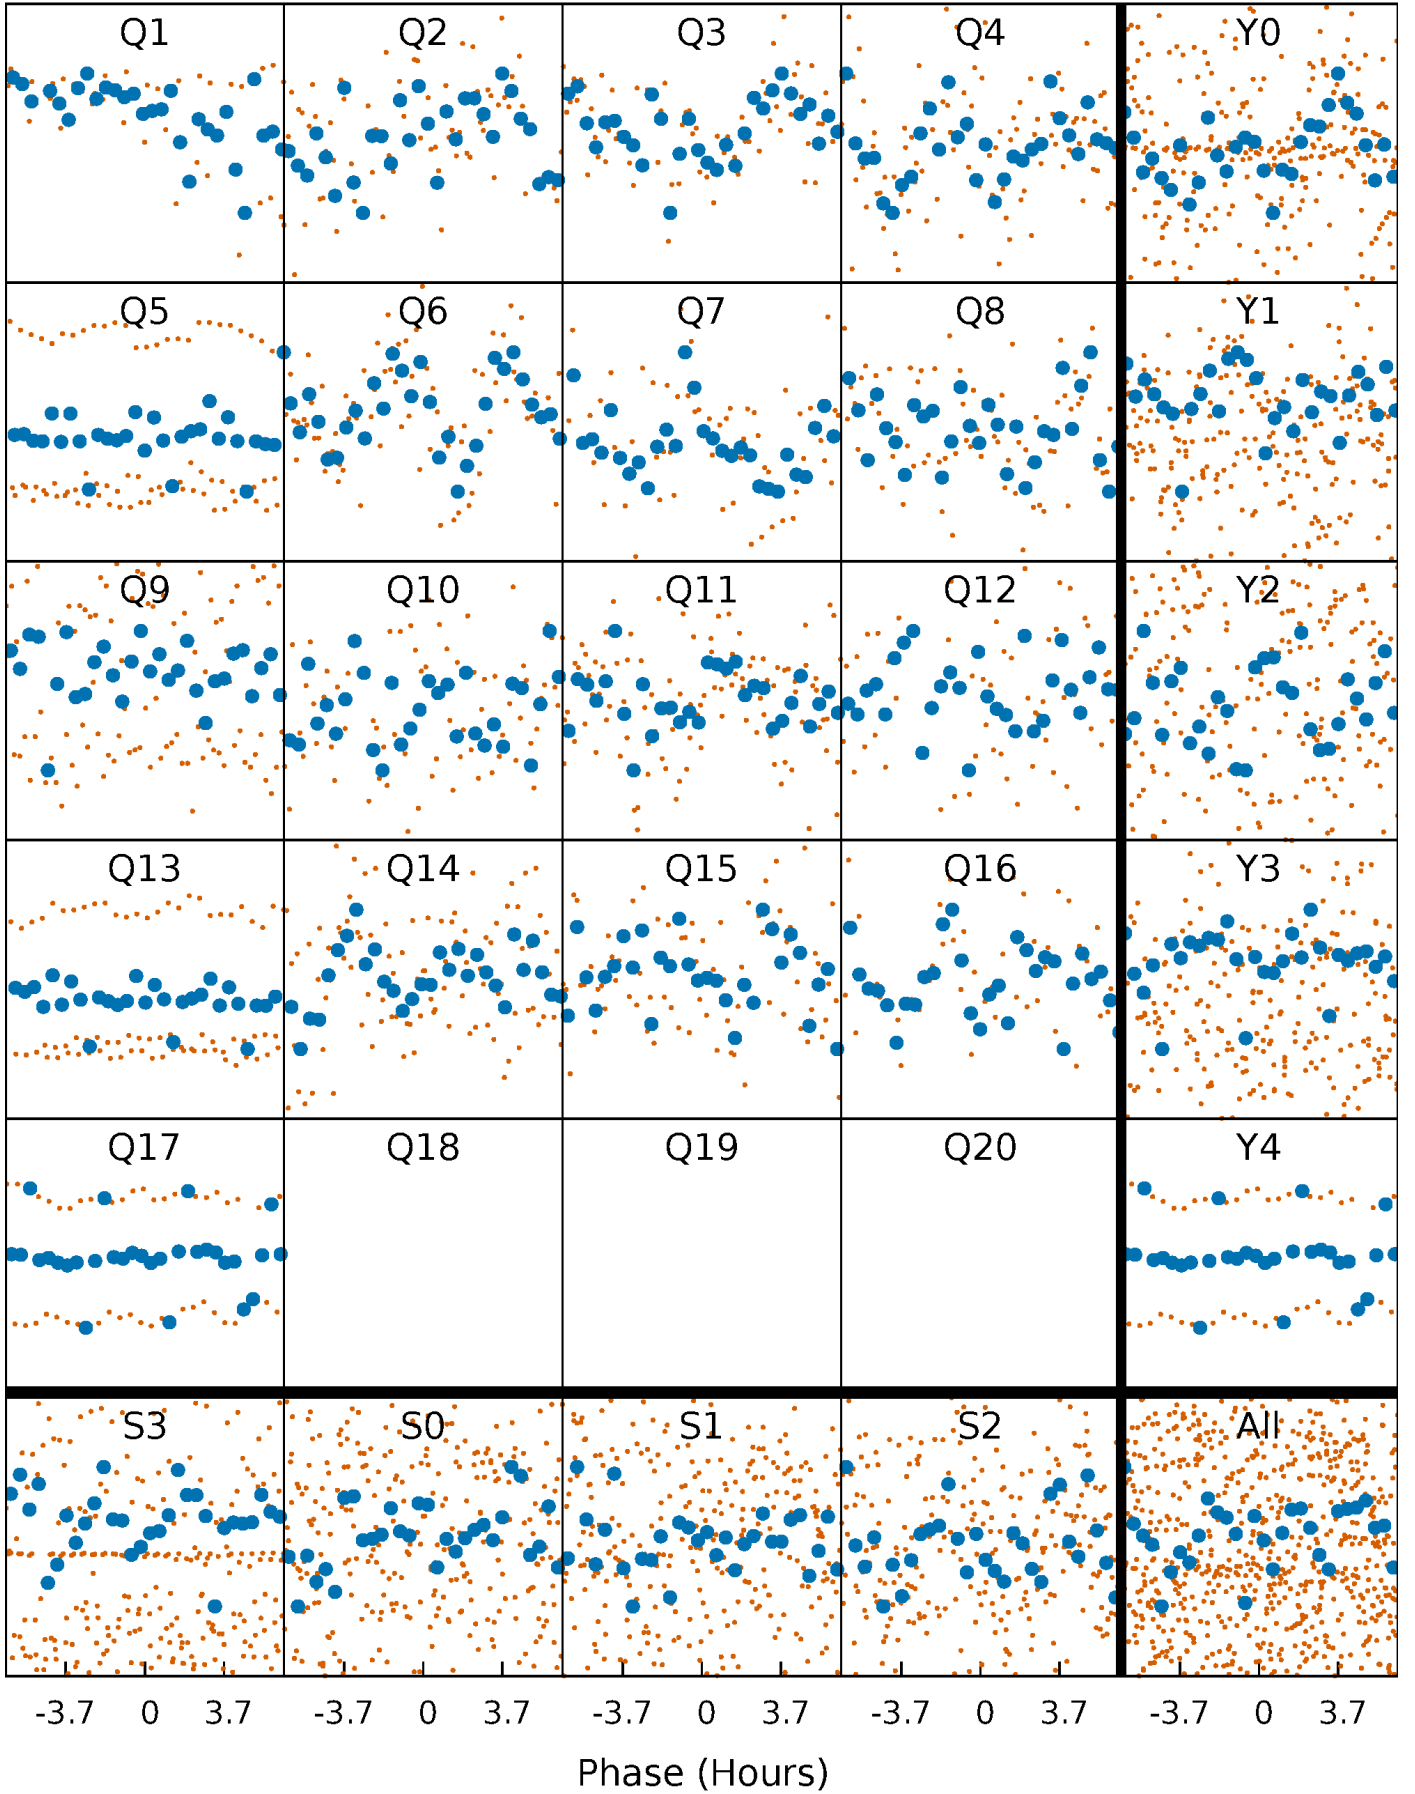 Q1 Q2 Q3 Q4 Y0
Q5 Q6 Q7 Q8 Y1
Q9 Q10 Q11 Q12 Y2
Q13 Q14 Q15 Q16 Y3
Q17 Q18 Q19 Q20 Y4
S3 S0 S1 S2 All
-3.7 0 3.7 -3.7 0 3.7 -3.7 0 3.7 -3.7 0 3.7 -3.7 0 3.7
Phase (Hours)